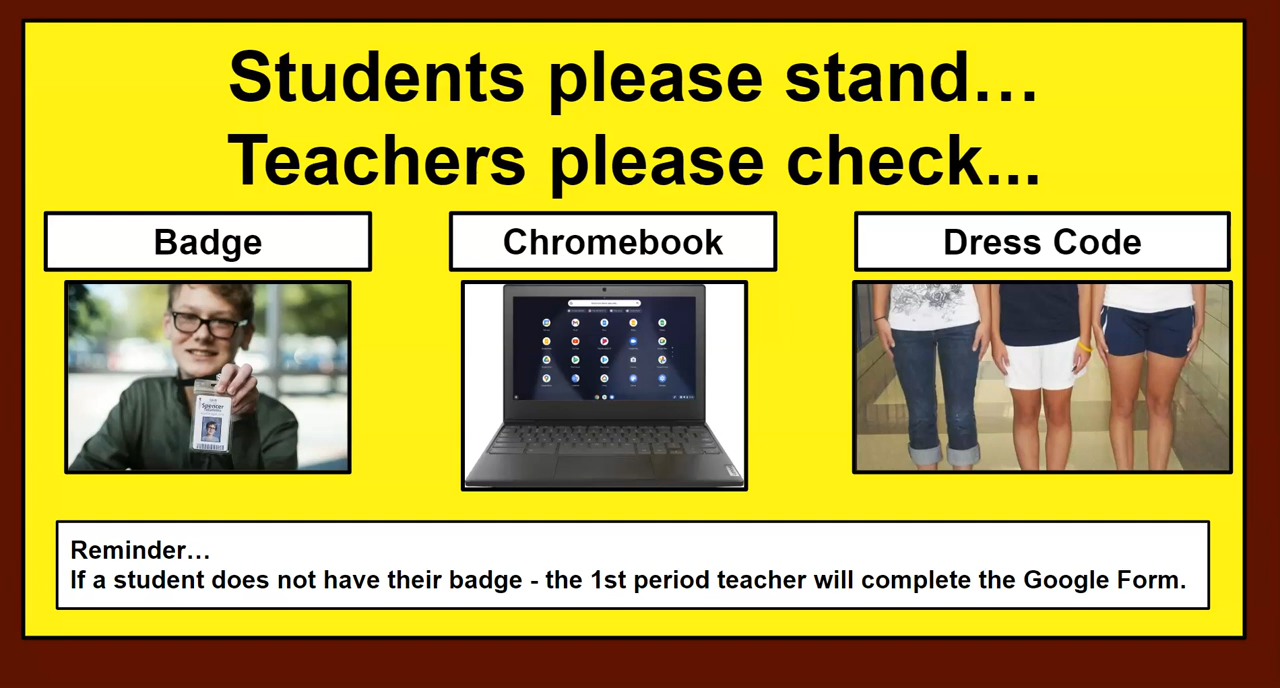 Students please stand…
Teachers please check...
Badge
Chromebook
Dress Code
Spencer
Reminder…
If a student does not have their badge - the 1st period teacher will complete the Google Form.